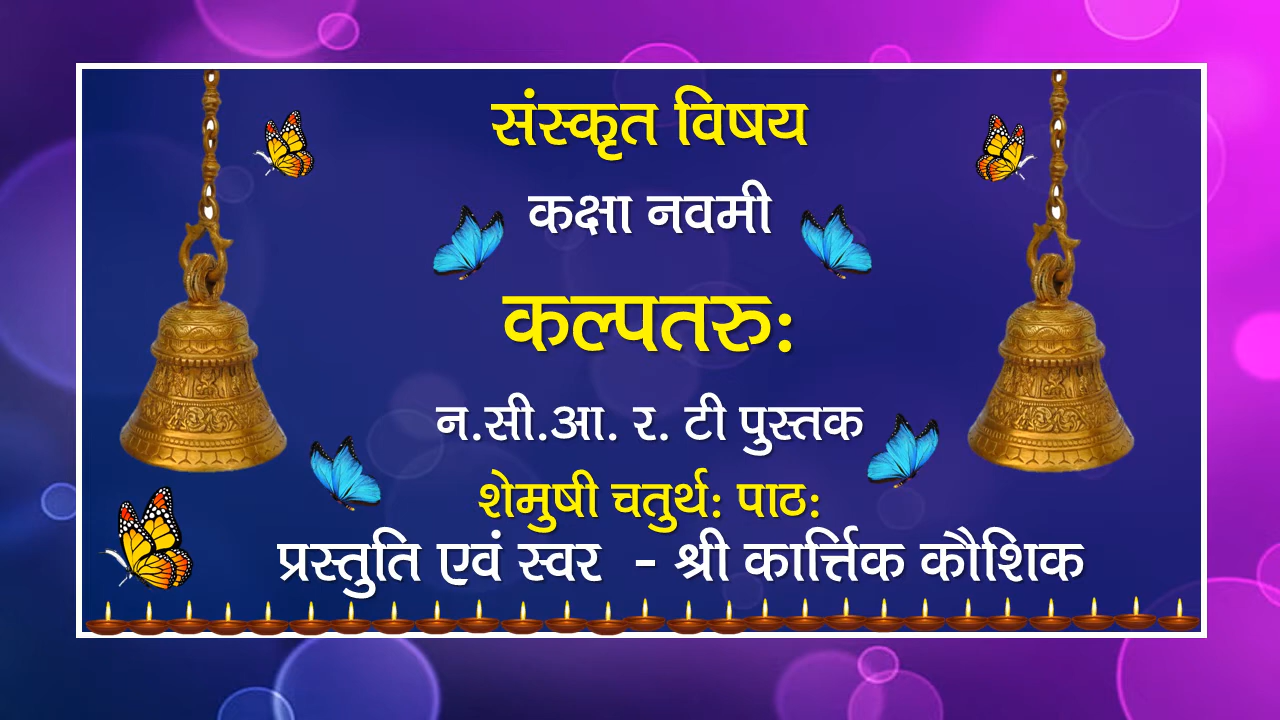 संस्कृत विषय
कक्षा नवमी
कल्पतरु:
न.सी.आ. र. टी पुस्तक
शेमुषी चतुर्थ: पाठ:
प्रस्तुति एवं स्वर - श्री कार्त्तिक कौशिक